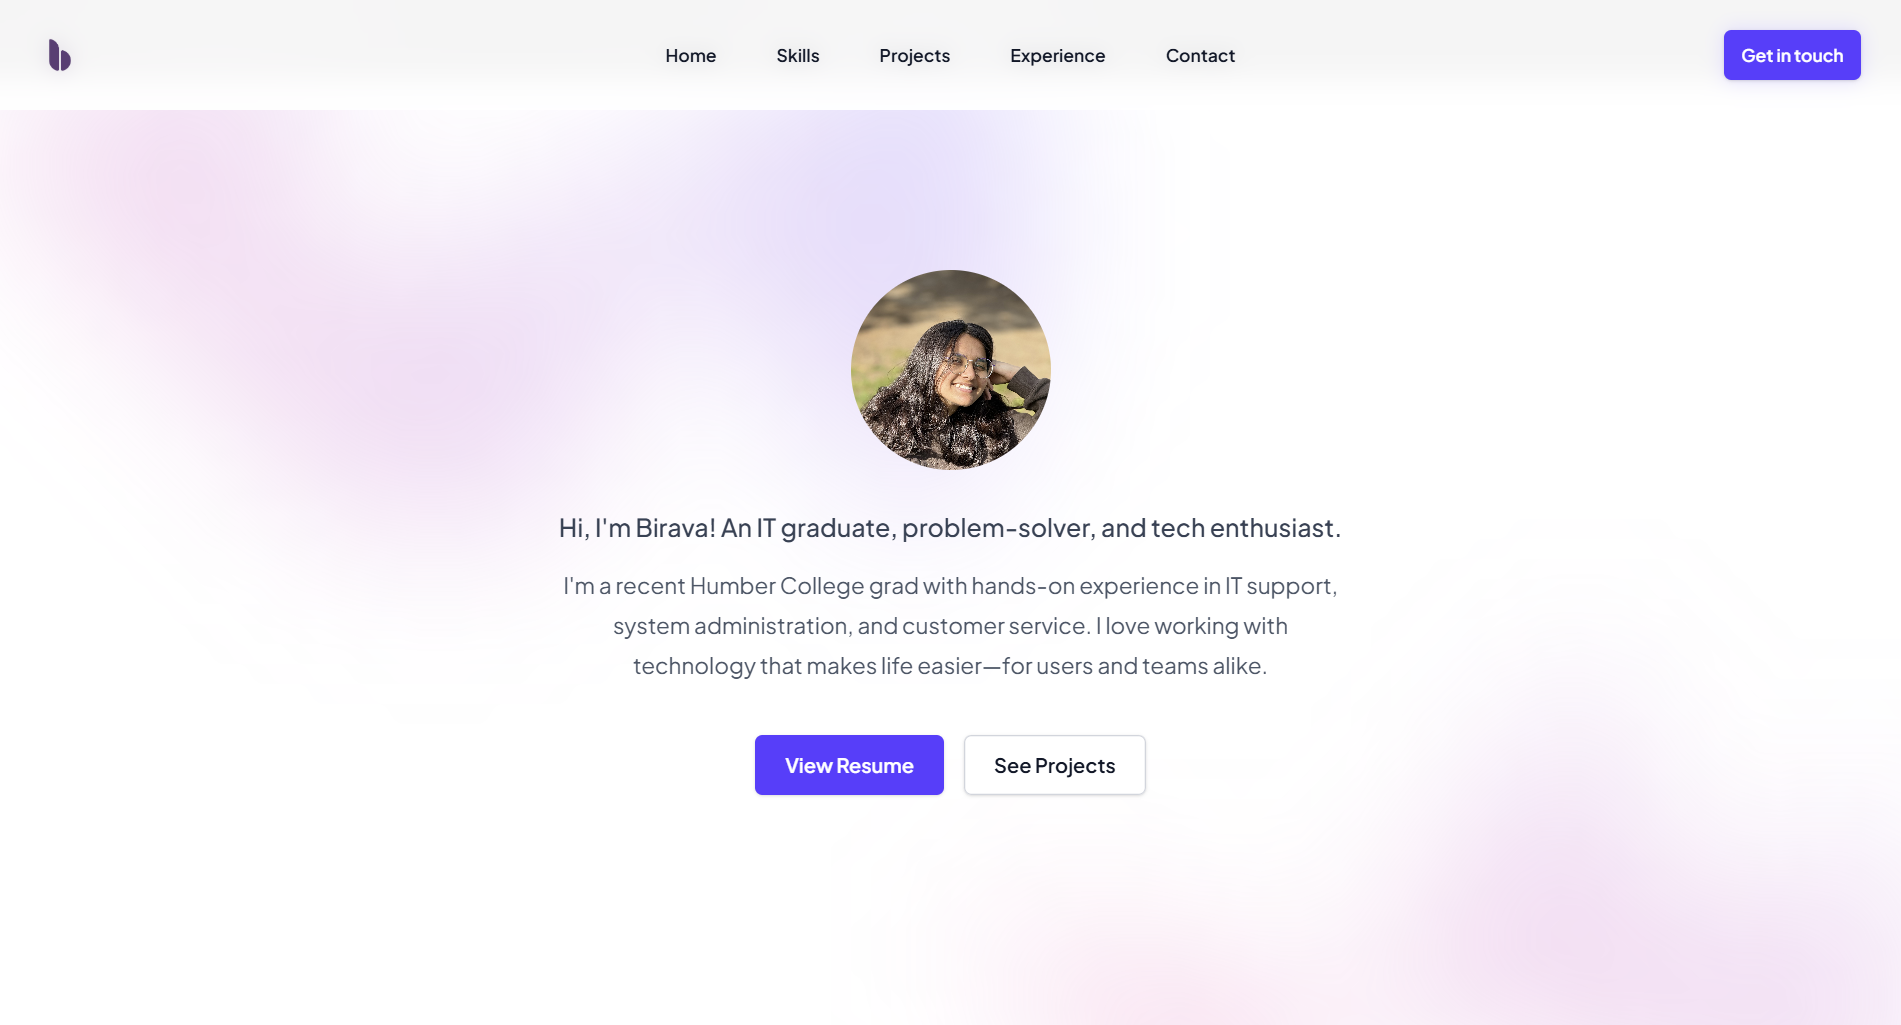 Home Skills Projects Experience Contact Get in touch
Hi, I'm Birava! An IT graduate, problem-solver, and tech enthusiast.
I'm a recent Humber College grad with hands-on experience in IT support,
system administration, and customer service. I love working with
technology that makes life easier—for users and teams alike.
View Resume See Projects